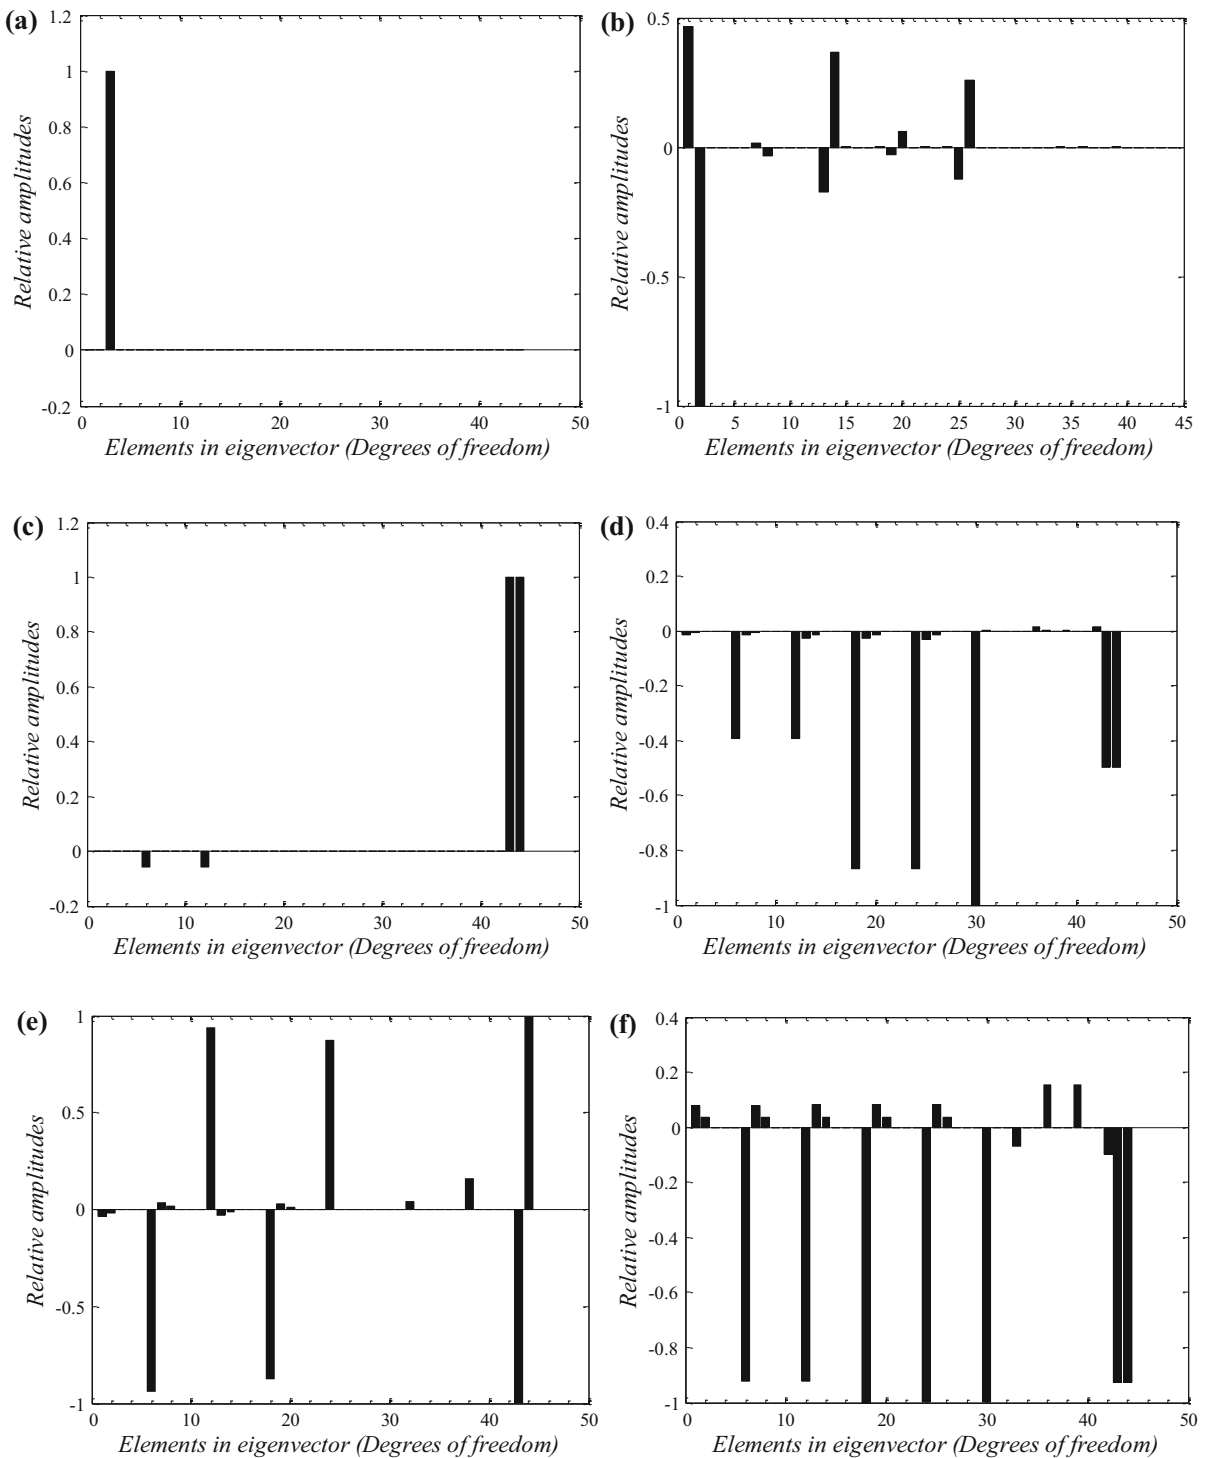 (a)
1.2
1
0.8
0.6
0.4
0.2
0
-0.2
0 10 20 30 40 50
Relative amplitudes
Elements in eigenvector (Degrees of freedom)
(b)
0.5
0
-0.5
-1
0 5 10 15 20 25 30 35 40 45
Relative amplitudes
Elements in eigenvector (Degrees of freedom)
(c)
1.2
1
0.8
0.6
0.4
0.2
0
-0.2
0 10 20 30 40 50
Relative amplitudes
Elements in eigenvector (Degrees of freedom)
(d)
0.4
0.2
0
-0.2
-0.4
-0.6
-0.8
-1
0 10 20 30 40 50
Relative amplitudes
Elements in eigenvector (Degrees of freedom)
(e)
1
0.5
0
-0.5
-1
0 10 20 30 40 50
Relative amplitudes
Elements in eigenvector (Degrees of freedom)
(f)
0.4
0.2
0
-0.2
-0.4
-0.6
-0.8
-1
0 10 20 30 40 50
Relative amplitudes
Elements in eigenvector (Degrees of freedom)